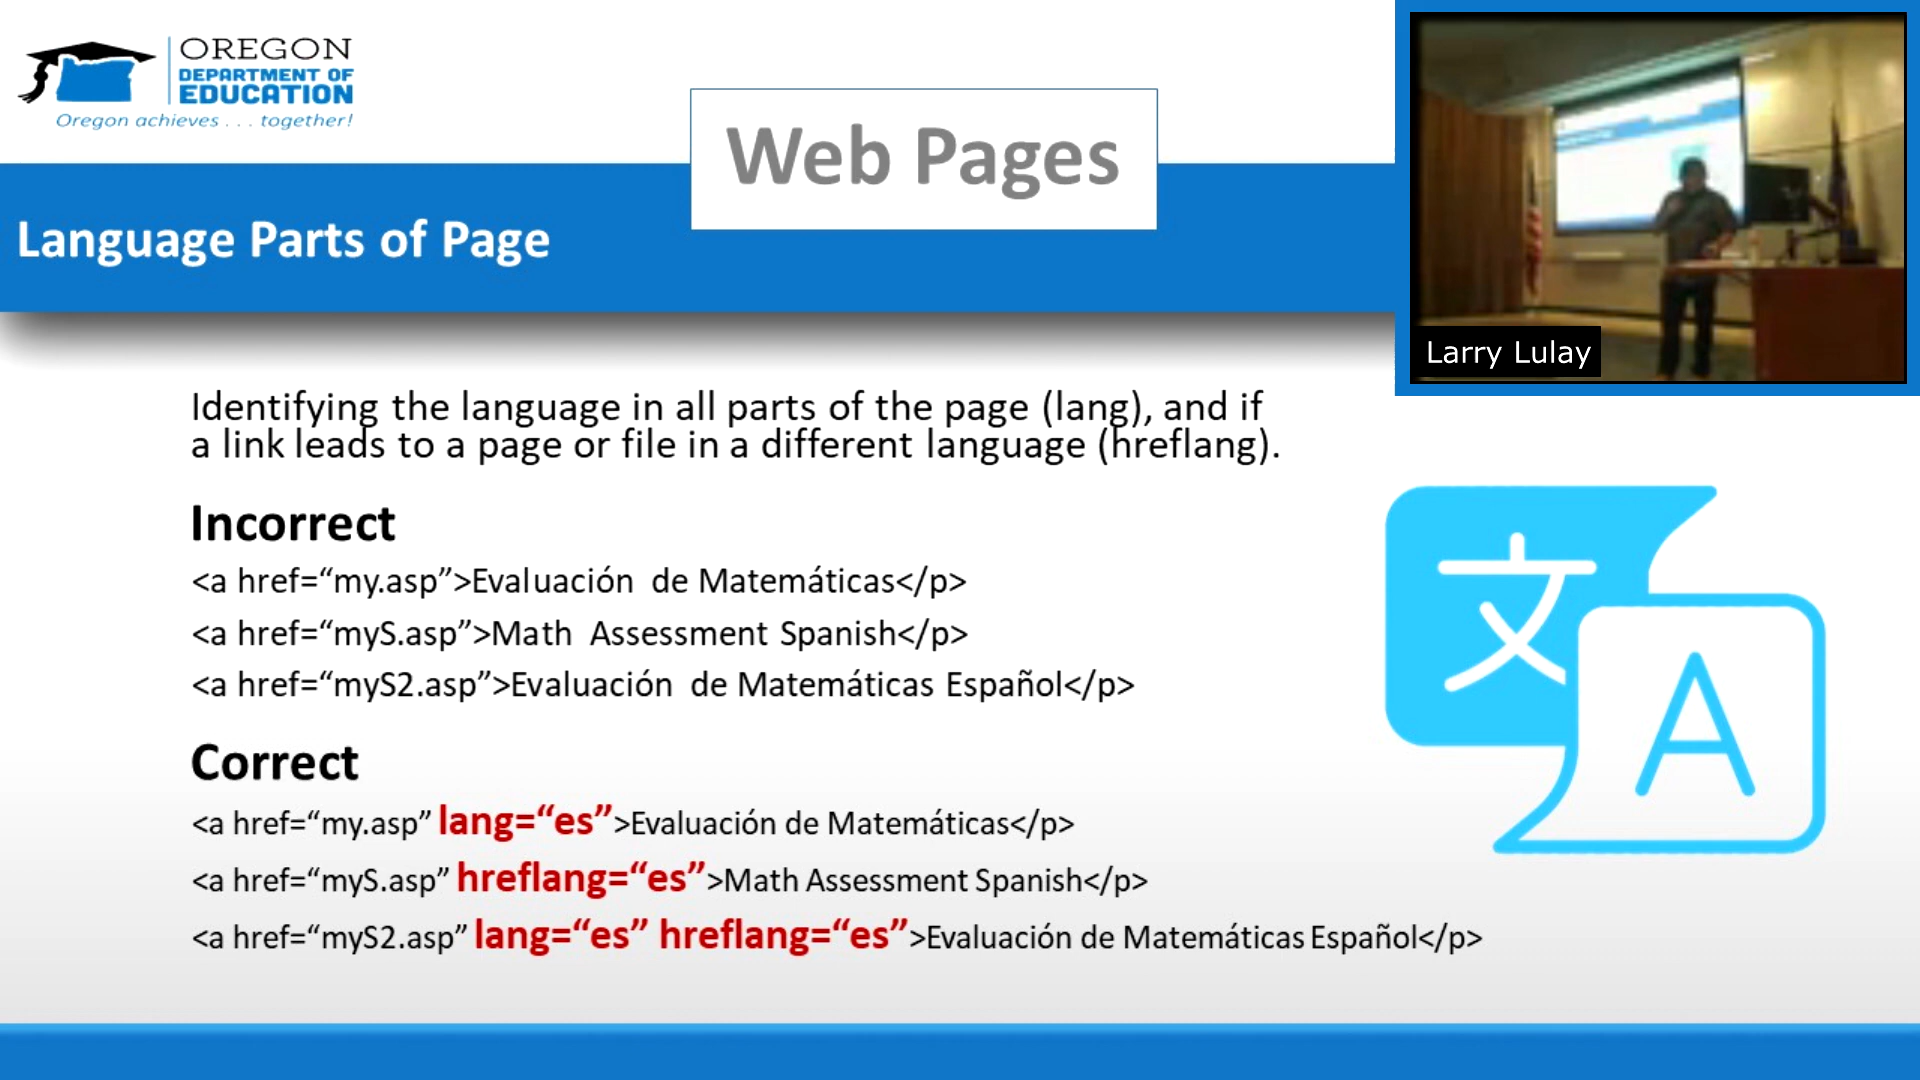 OREGON
DEPARTMENT OF
EDUCATION
Oregon achieves . . . together!
Web Pages
Language Parts of Page
Larry Lulay
Identifying the language in all parts of the page (lang), and if
a link leads to a page or file in a different language (hreflang).
Incorrect
<a href=“my.asp”>Evaluación de Matemáticas</p>
<a href=“myS.asp”>Math Assessment Spanish</p>
<a href=“myS2.asp”>Evaluación de Matemáticas Español</p>
Correct
<a href=“my.asp” lang=“es”>Evaluación de Matemáticas</p>
<a href=“myS.asp” hreflang=“es”>Math Assessment Spanish</p>
<a href=“myS2.asp” lang=“es” hreflang=“es”>Evaluación de Matemáticas Español</p>
文
A